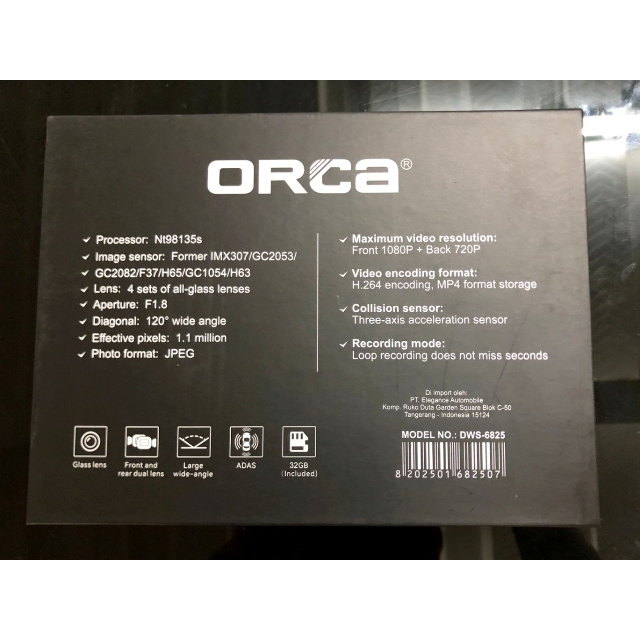 ORCA®
Processor: Nt98135s
Image sensor: Former IMX307/GC2053/
GC2082/F37/H65/GC1054/H63
Lens: 4 sets of all-glass lenses
Aperture: F1.8
Diagonal: 120° wide angle
Effective pixels: 1.1 million
Photo format: JPEG
Maximum video resolution:
Front 1080P + Back 720P
Video encoding format:
H.264 encoding, MP4 format storage
Collision sensor:
Three-axis acceleration sensor
Recording mode:
Loop recording does not miss seconds
Di import oleh:
PT. Elegance Automobile
Komp. Ruko Duta Garden Square Blok C-50
Tangerang - Indonesia 15124
MODEL NO.: DWS-6825
8 202501 682507
Glass lens
Front and
rear dual lens
Large
wide-angle
ADAS
32GB
(Included)